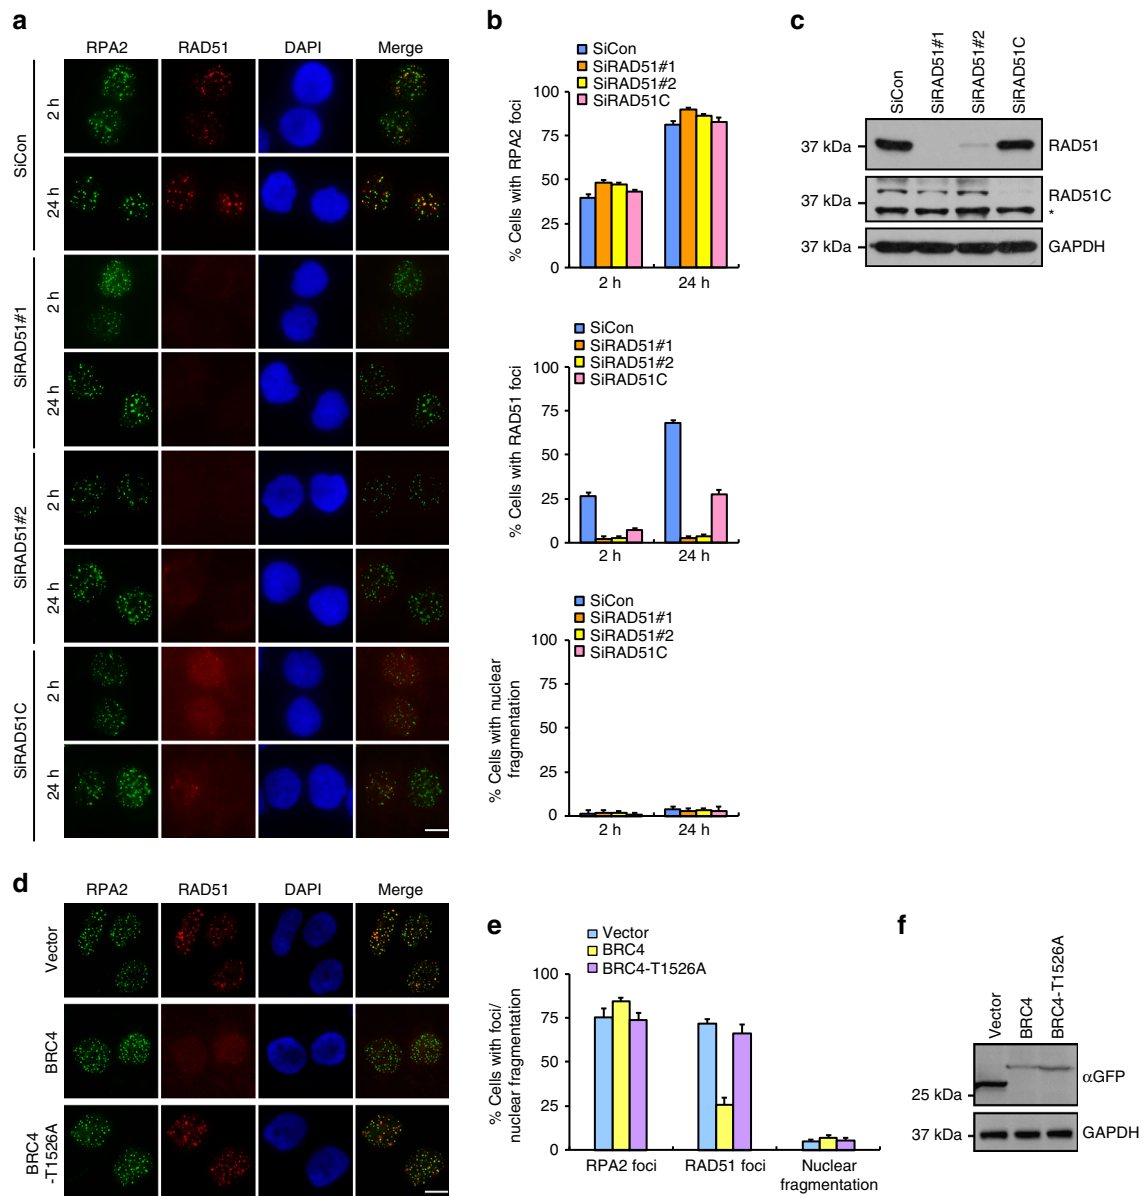 a
RPA2 RAD51 DAPI Merge
SiCon
2 h
24 h
SiRAD51#1
2 h
24 h
SiRAD51#2
2 h
24 h
SiRAD51C
2 h
24 h
b
SiCon
SiRAD51#1
SiRAD51#2
SiRAD51C
% Cells with RPA2 foci
100
75
50
25
0
2 h 24 h
SiCon
SiRAD51#1
SiRAD51#2
SiRAD51C
% Cells with RAD51 foci
100
75
50
25
0
2 h 24 h
SiCon
SiRAD51#1
SiRAD51#2
SiRAD51C
% Cells with nuclear
fragmentation
100
75
50
25
0
2 h 24 h
c
SiCon
SiRAD51#1
SiRAD51#2
SiRAD51C
37 kDa RAD51
37 kDa RAD51C
*
37 kDa GAPDH
d
RPA2 RAD51 DAPI Merge
Vector
BRC4
BRC4
-T1526A
e
Vector
BRC4
BRC4-T1526A
% Cells with foci/
nuclear fragmentation
100
75
50
25
0
RPA2 foci RAD51 foci Nuclear
fragmentation
f
Vector
BRC4
BRC4-T1526A
25 kDa αGFP
37 kDa GAPDH